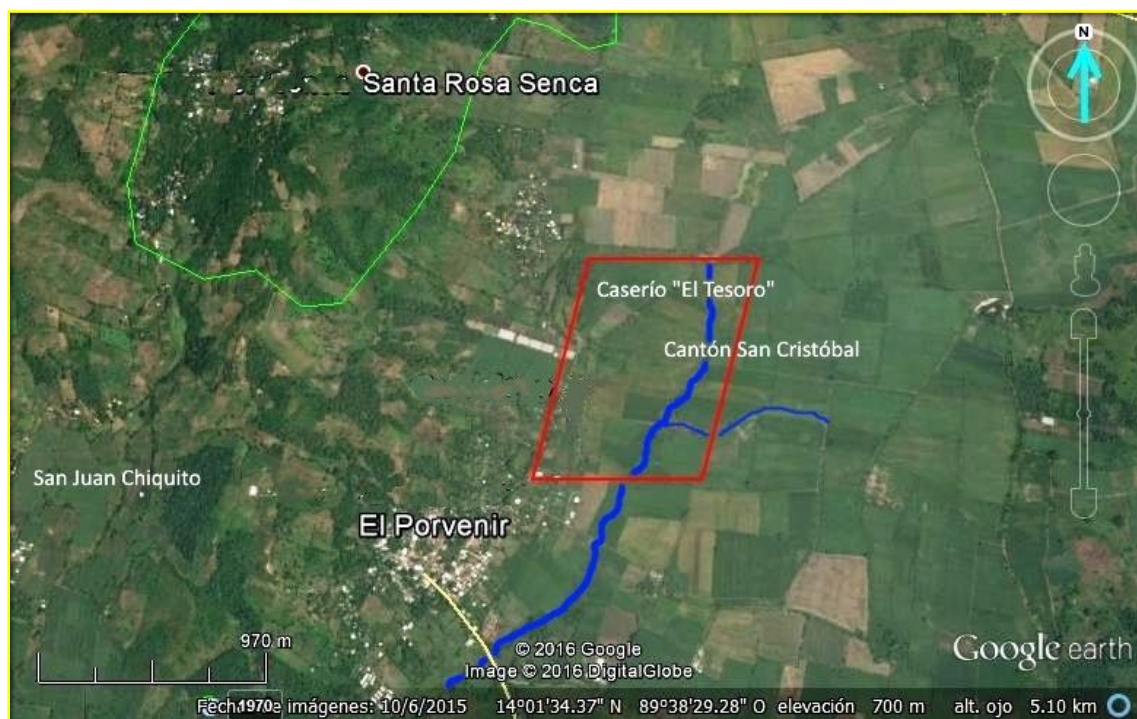 N
Santa Rosa Senca
Caserío "El Tesoro"
Cantón San Cristóbal
San Juan Chiquito
El Porvenir
970 m
© 2016 Google
Image © 2016 DigitalGlobe
Google earth
1970
imágenes: 10/6/2015 14°01'34.37" N 89°38'29.28" O elevación 700 m alt. ojo 5.10 km